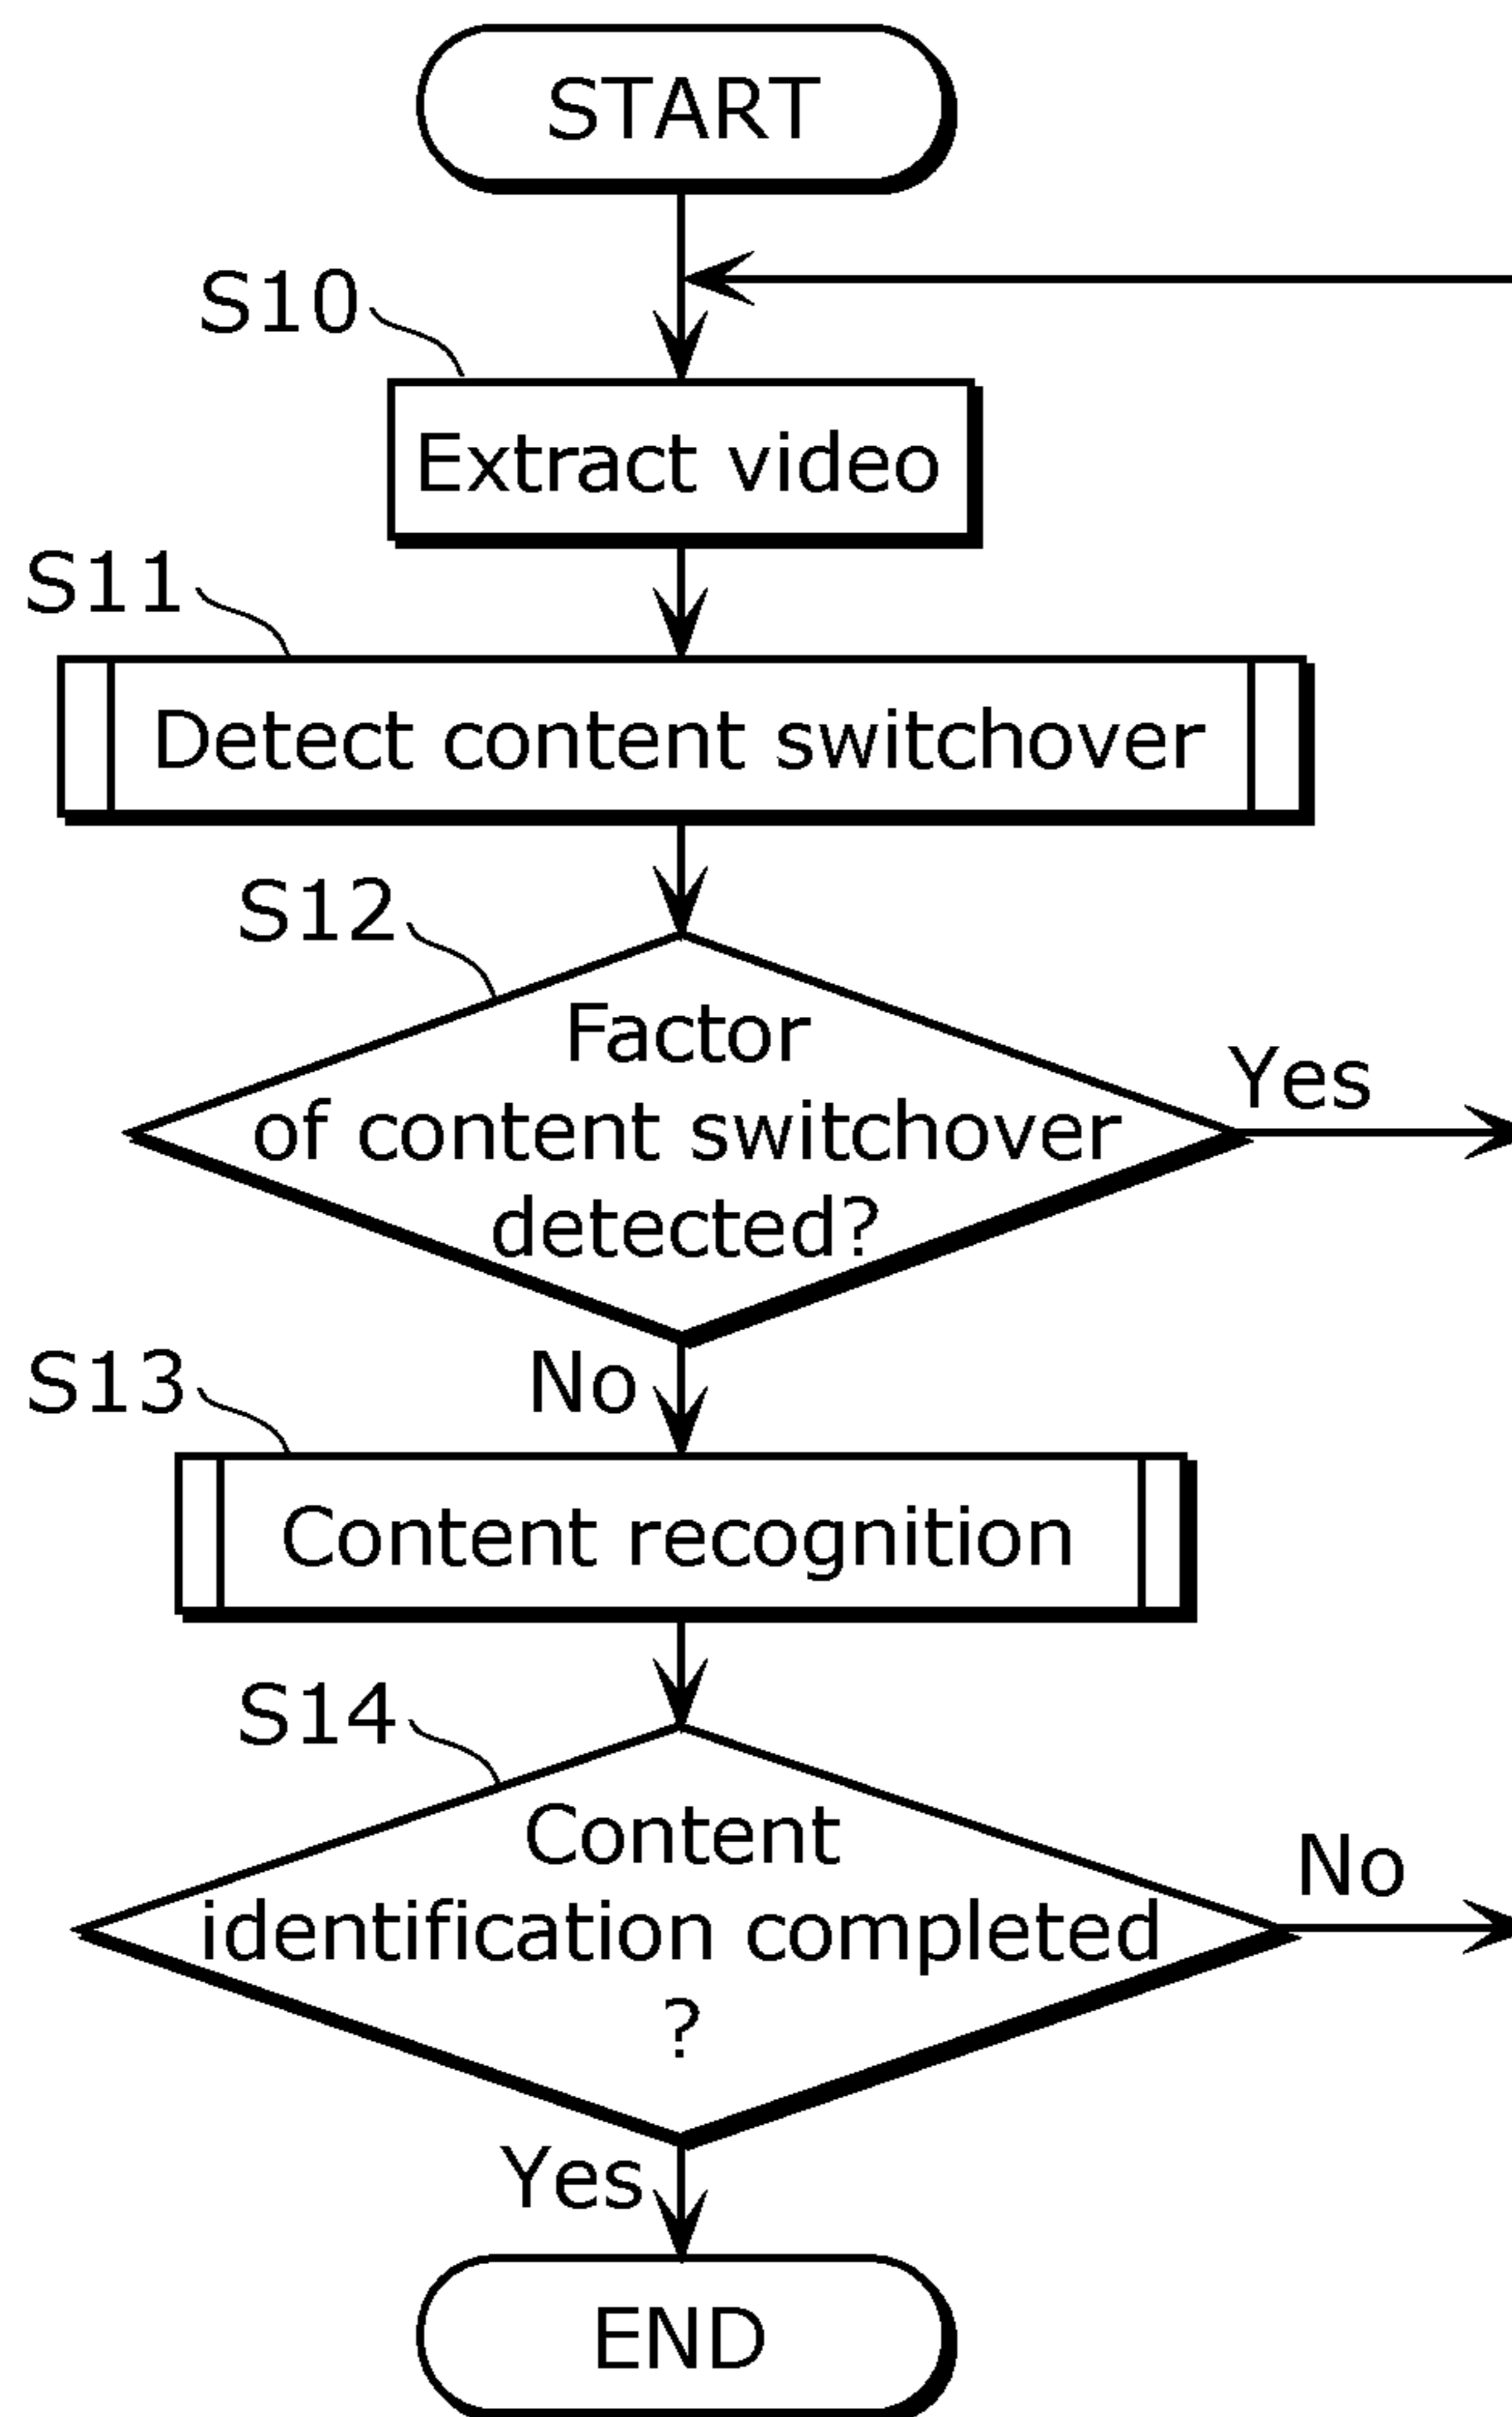 START
S10
Extract video
S11
Detect content switchover
S12
Factor
of content switchover
detected?
Yes
No
S13
Content recognition
S14
Content
identification completed
?
No
Yes
END